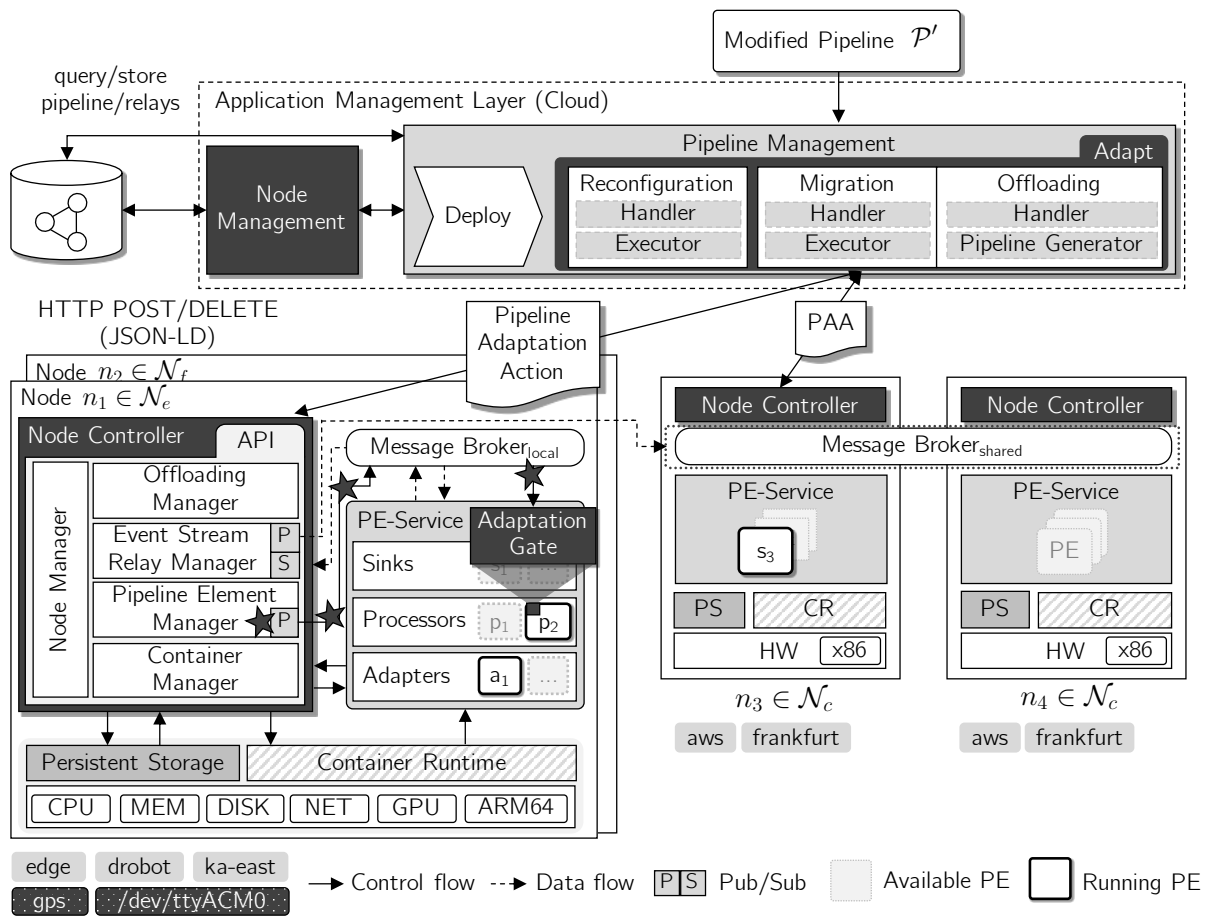 Modified Pipeline 𝒫′
query/store
pipeline/relays
Application Management Layer (Cloud)
Pipeline Management
Adapt
Node
Management
Deploy
Reconfiguration
Handler
Executor
Migration
Handler
Executor
Offloading
Handler
Pipeline Generator
HTTP POST/DELETE
(JSON-LD)
Pipeline
Adaptation
Action
PAA
Node n₂ ∈ 𝒩f
Node n₁ ∈ 𝒩e
Node Controller
API
Node Manager
Offloading
Manager
Event Stream
Relay Manager
P
S
Pipeline Element
Manager
P
Container
Manager
Message Broker local
PE-Service
Adaptation
Gate
Sinks
s₁
...
Processors
p₁
p₂
Adapters
a₁
...
Persistent Storage
Container Runtime
CPU
MEM
DISK
NET
GPU
ARM64
Node Controller
Node Controller
Message Broker shared
PE-Service
s₃
PS
CR
HW
x86
n₃ ∈ 𝒩c
aws
frankfurt
PE-Service
PE
PS
CR
HW
x86
n₄ ∈ 𝒩c
aws
frankfurt
edge
drobot
ka-east
gps
/dev/ttyACM0
Control flow
Data flow
P S Pub/Sub
Available PE
Running PE